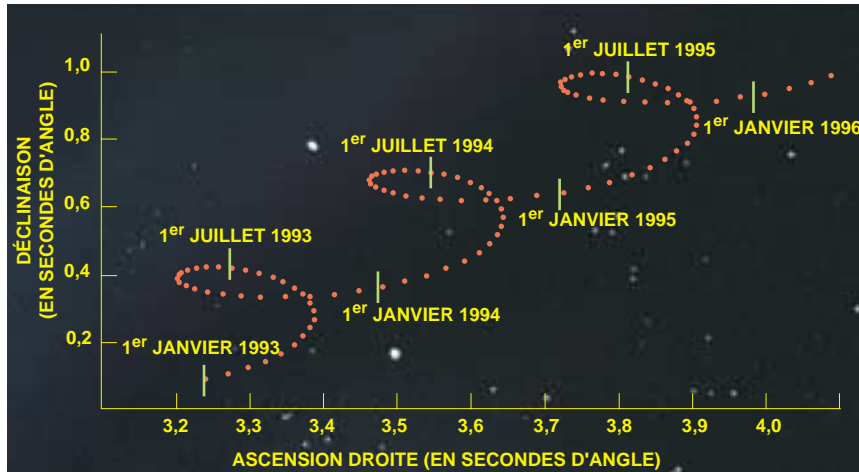 1er JUILLET 1995
1,0
1er JANVIER 1996
0,8
1er JUILLET 1994
DÉCLINAISON
(EN SECONDES D'ANGLE)
0,6
1er JANVIER 1995
1er JUILLET 1993
0,4
1er JANVIER 1994
0,2
1er JANVIER 1993
3,2 3,3 3,4 3,5 3,6 3,7 3,8 4,0
ASCENSION DROITE (EN SECONDES D'ANGLE)